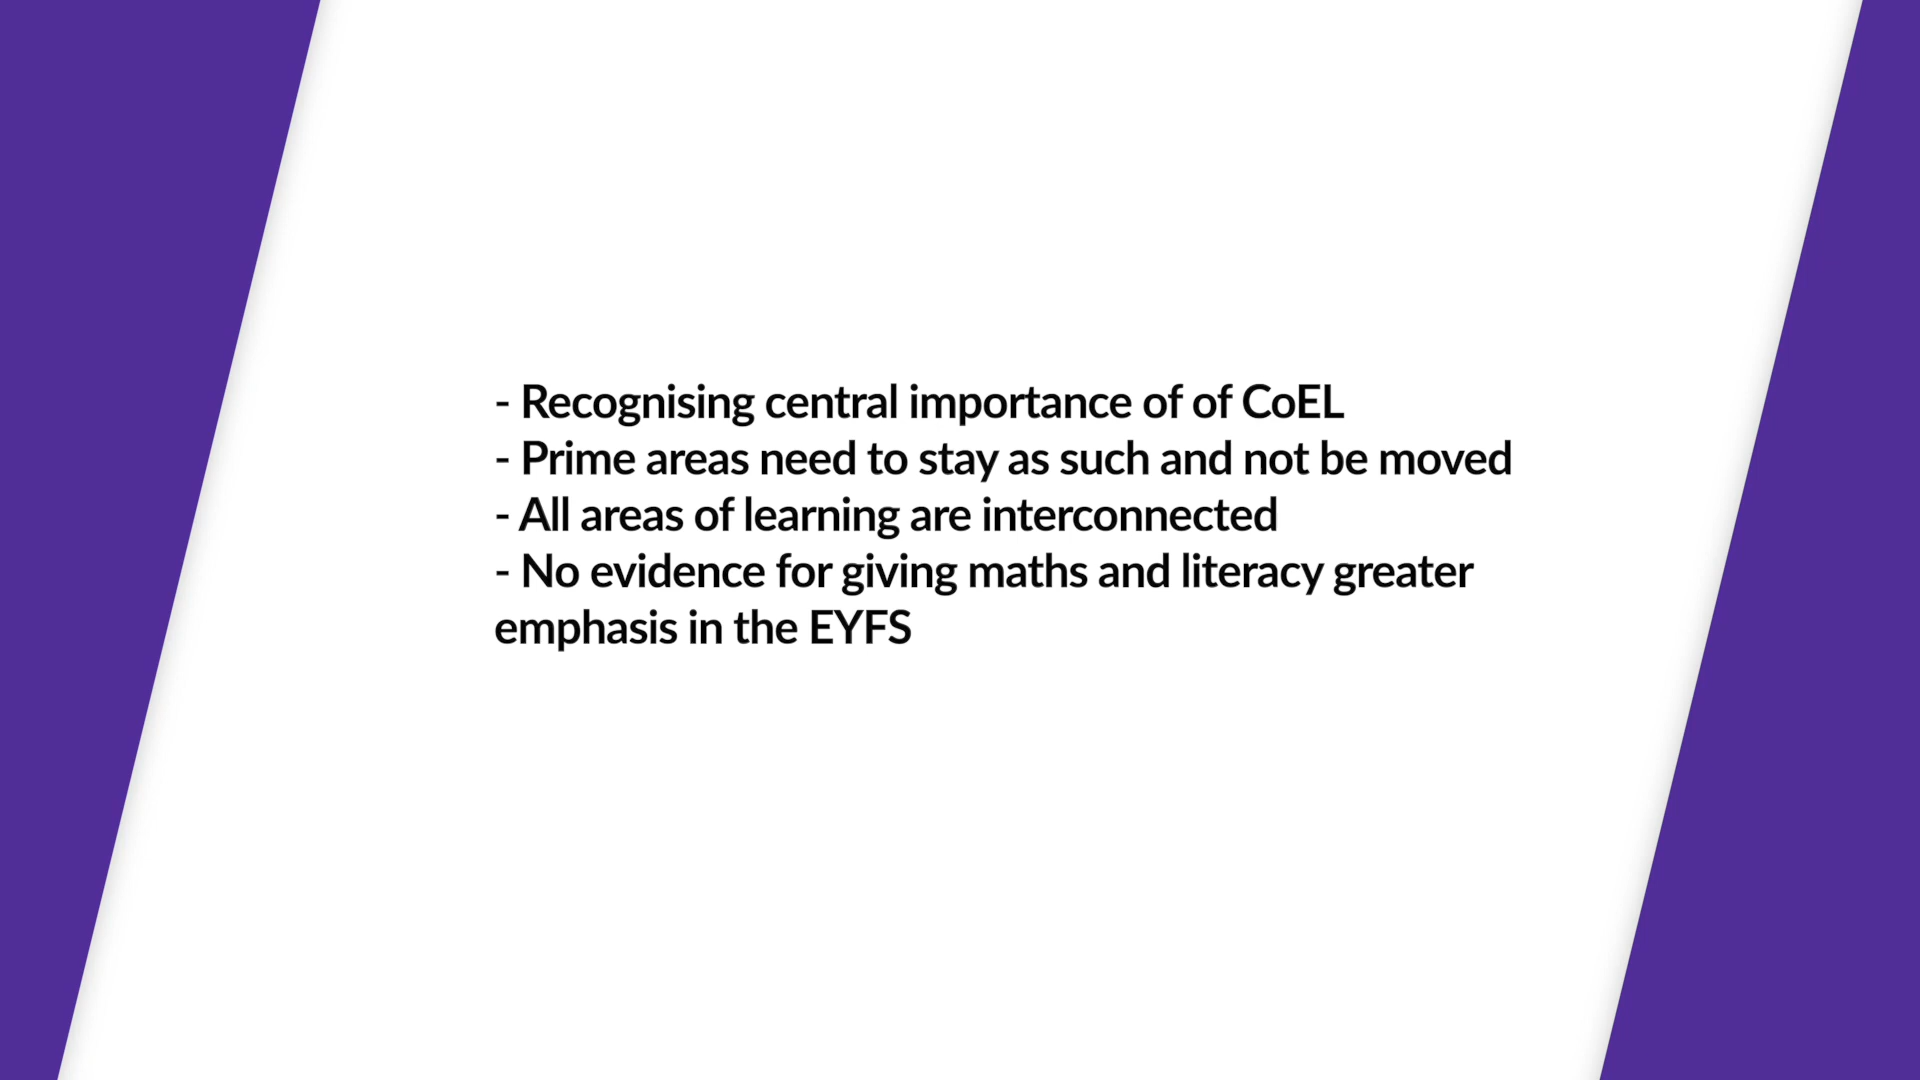 - Recognising central importance of of CoEL
- Prime areas need to stay as such and not be moved
- All areas of learning are interconnected
- No evidence for giving maths and literacy greater
emphasis in the EYFS